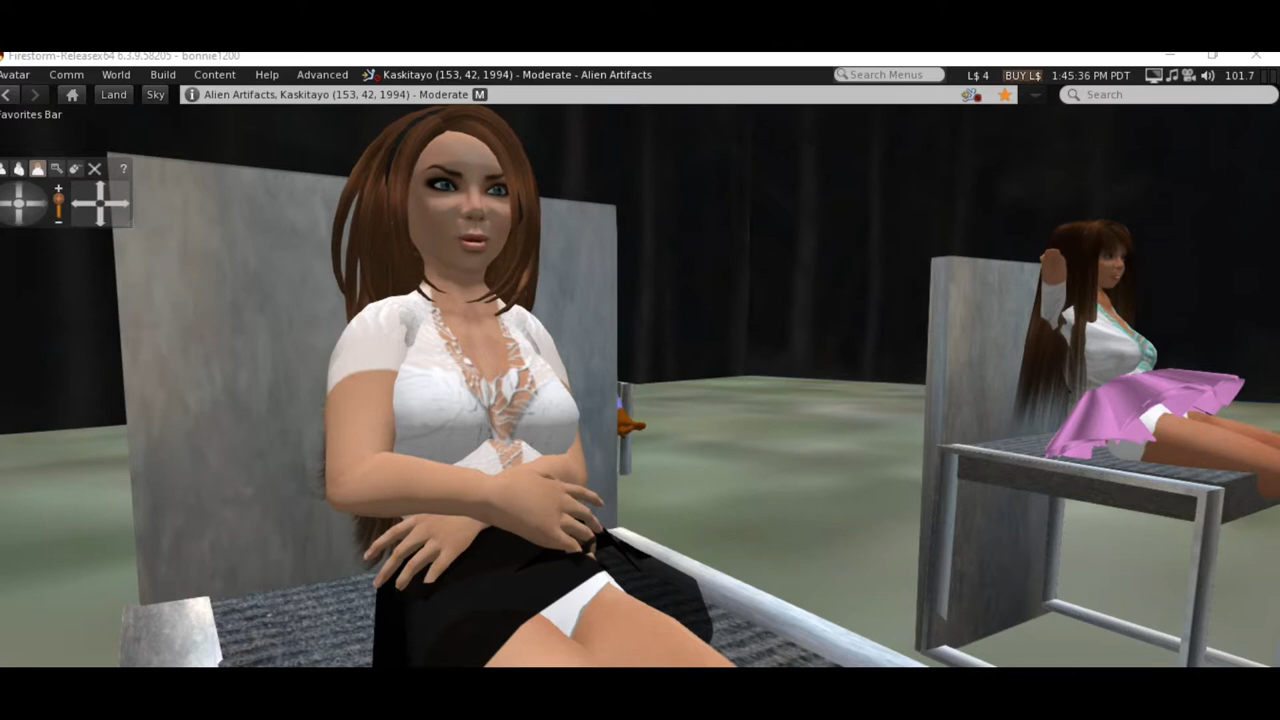 Firestorm-Releasex64 6.3.9.58205 - bonnie1200
Avatar Comm World Build Content Help Advanced Kaskitayo (153, 42, 1994) - Moderate - Alien Artifacts Search Menus L$ 4 BUY L$ 1:45:36 PM PDT 101.7
Land Sky Alien Artifacts, Kaskitayo (153, 42, 1994) - Moderate M Search
Favorites Bar
?